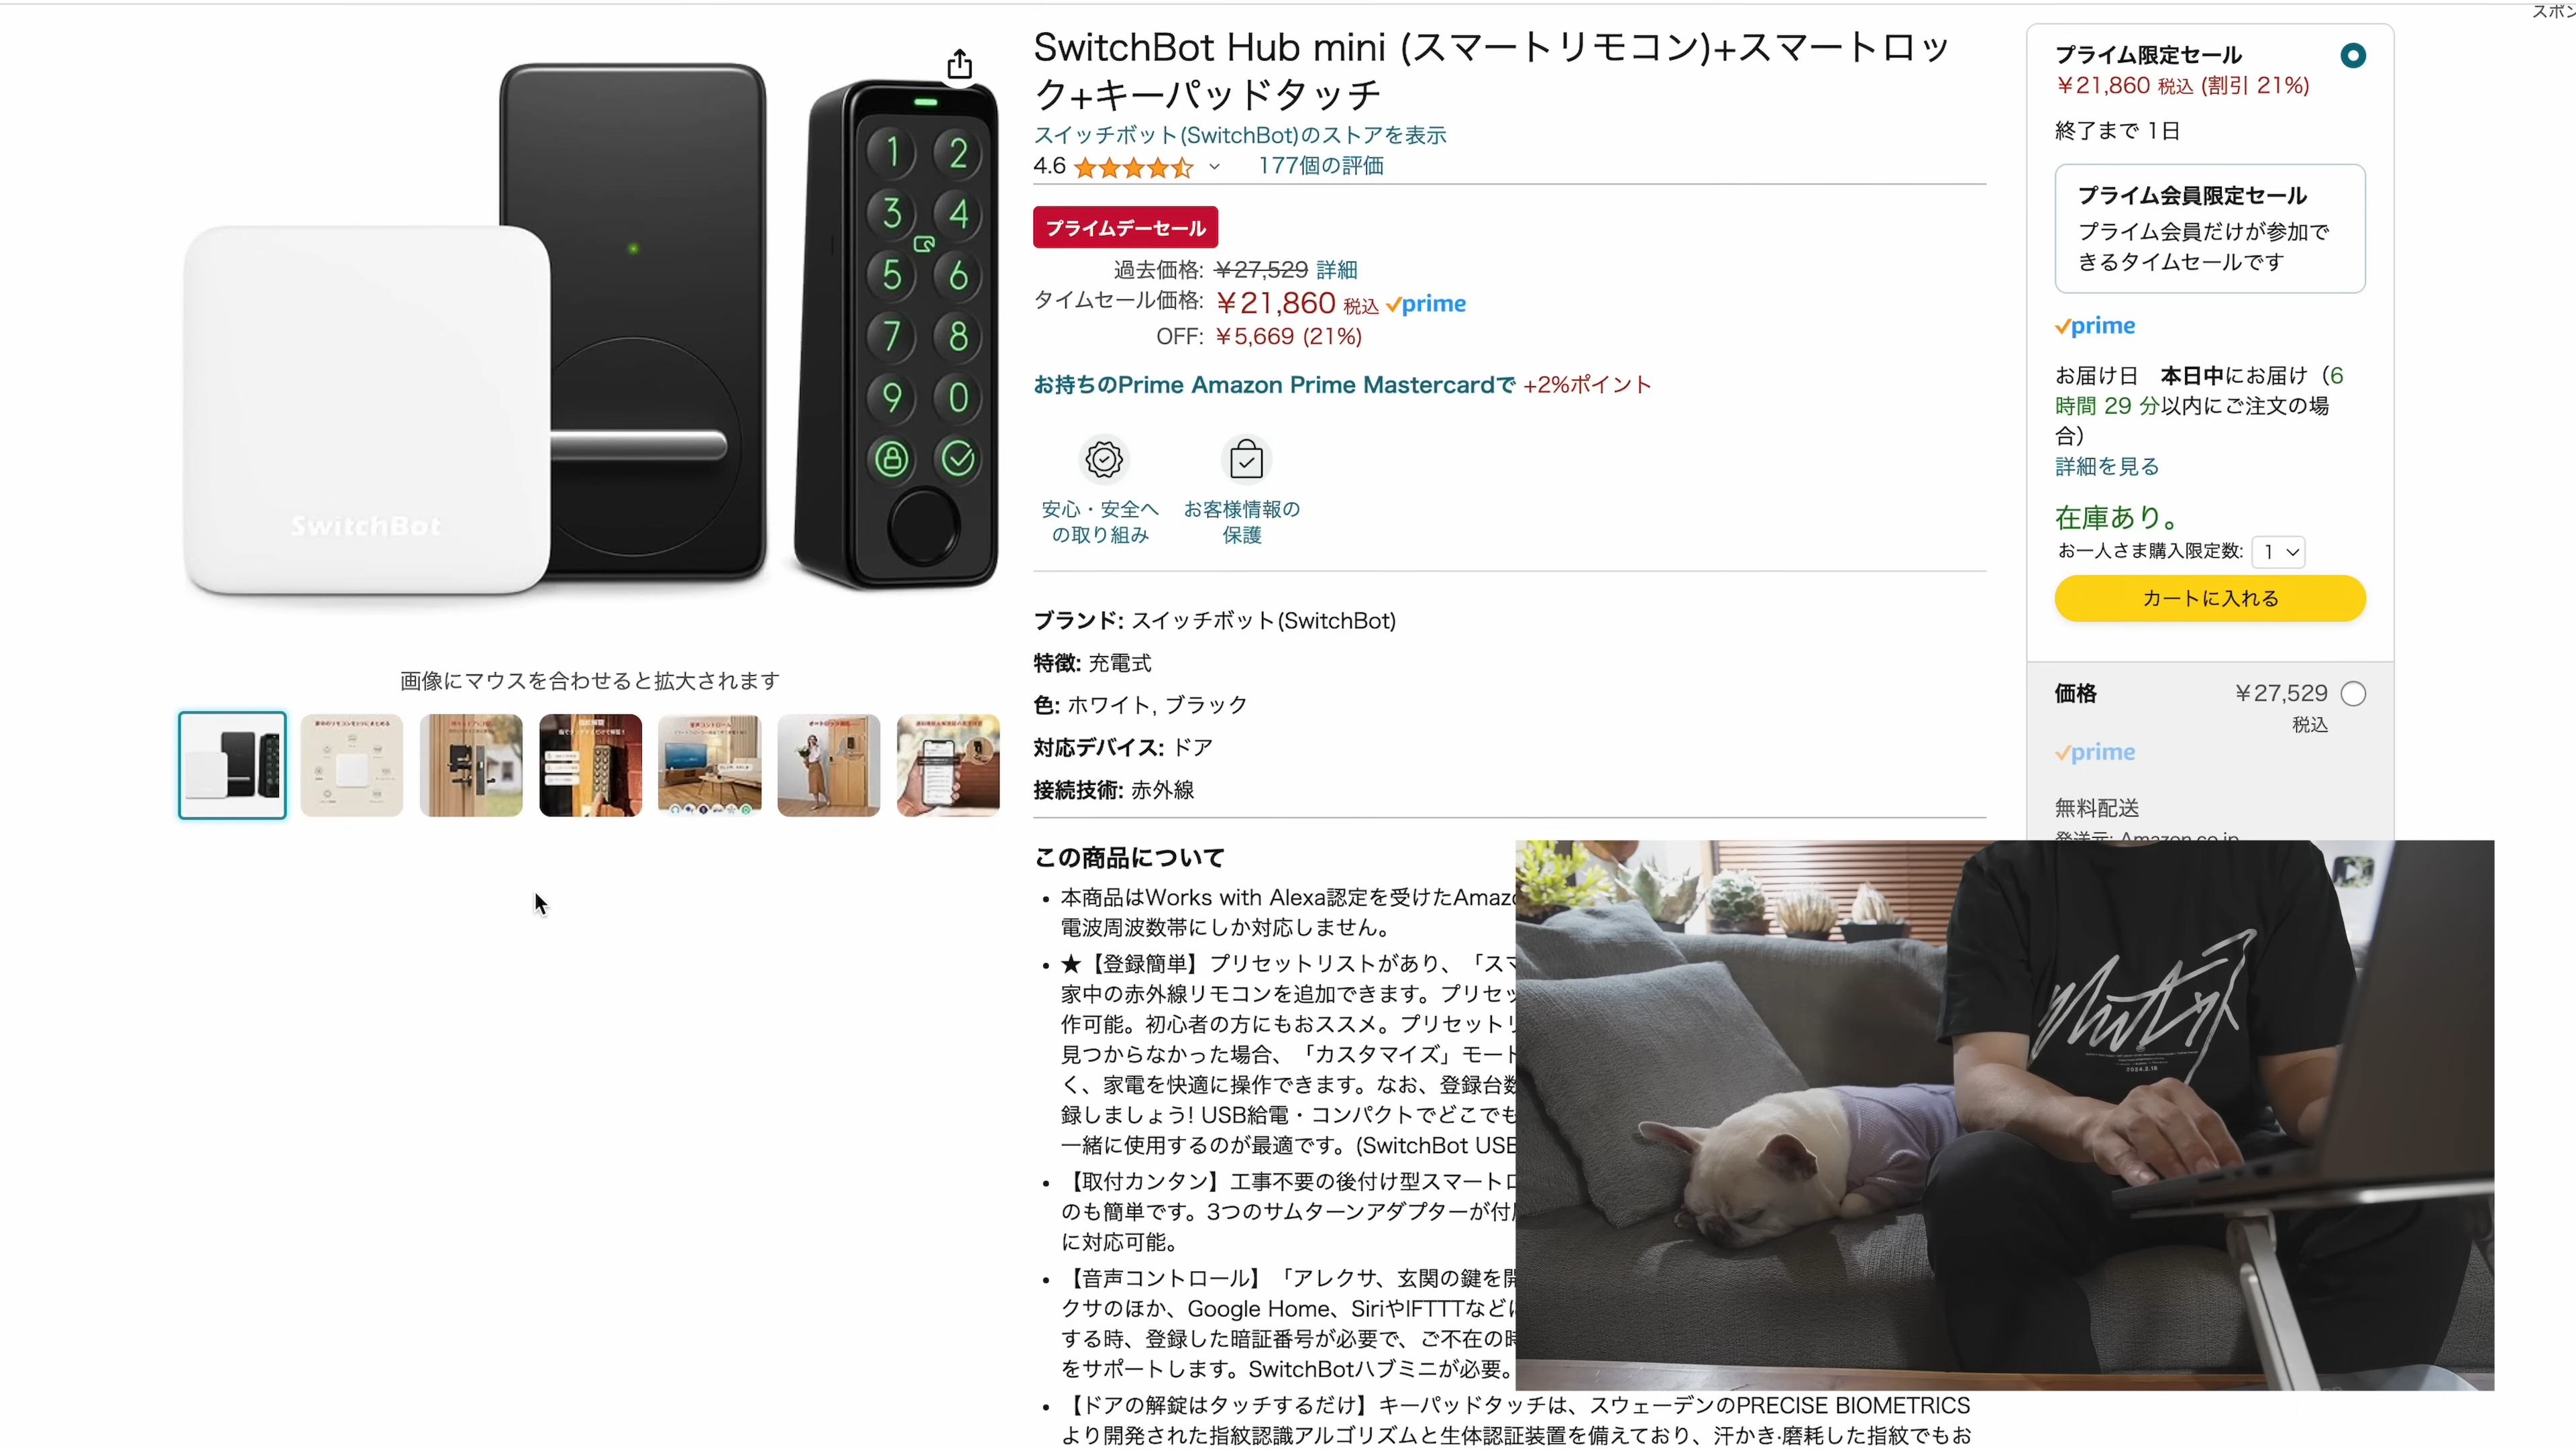 スポン
SwitchBot Hub mini (スマートリモコン)+スマートロッ
ク+キーパッドタッチ
スイッチボット(SwitchBot)のストアを表示
4.6
177個の評価
プライムデーセール
過去価格: ￥27,529 詳細
タイムセール価格: ￥21,860 税込 prime
OFF: ￥5,669 (21%)
お持ちのPrime Amazon Prime Mastercardで +2%ポイント
安心・安全へ
の取り組み
お客様情報の
保護
ブランド: スイッチボット(SwitchBot)
特徴: 充電式
色: ホワイト, ブラック
対応デバイス: ドア
接続技術: 赤外線
この商品について
本商品はWorks with Alexa認定を受けたAmaz
電波周波数帯にしか対応しません。
★【登録簡単】プリセットリストがあり、「スマ
家中の赤外線リモコンを追加できます。プリセッ
作可能。初心者の方にもおススメ。プリセットリ
見つからなかった場合、「カスタマイズ」モード
く、家電を快適に操作できます。なお、登録台数
録しましょう! USB給電・コンパクトでどこでも
一緒に使用するのが最適です。(SwitchBot USB
【取付カンタン】工事不要の後付け型スマートロ
のも簡単です。3つのサムターンアダプターが付属
に対応可能。
【音声コントロール】「アレクサ、玄関の鍵を開
クサのほか、Google Home、SiriやIFTTTなどに
する時、登録した暗証番号が必要で、ご不在の時
をサポートします。SwitchBotハブミニが必要。
【ドアの解錠はタッチするだけ】キーパッドタッチは、スウェーデンのPRECISE BIOMETRICS
より開発された指紋認識アルゴリズムと生体認証装置を備えており、汗かき·磨耗した指紋でもお
プライム限定セール
￥21,860 税込 (割引 21%)
終了まで 1日
プライム会員限定セール
プライム会員だけが参加で
きるタイムセールです
prime
お届け日 本日中にお届け（6
時間 29 分以内にご注文の場
合）
詳細を見る
在庫あり。
お一人さま購入限定数: 1
カートに入れる
価格 ￥27,529
税込
prime
無料配送
発送元: Amazon.co.jp
SwitchBot
1 2
3 4
5 6
7 8
9 0
画像にマウスを合わせると拡大されます
音声コントロール
2024.2.16